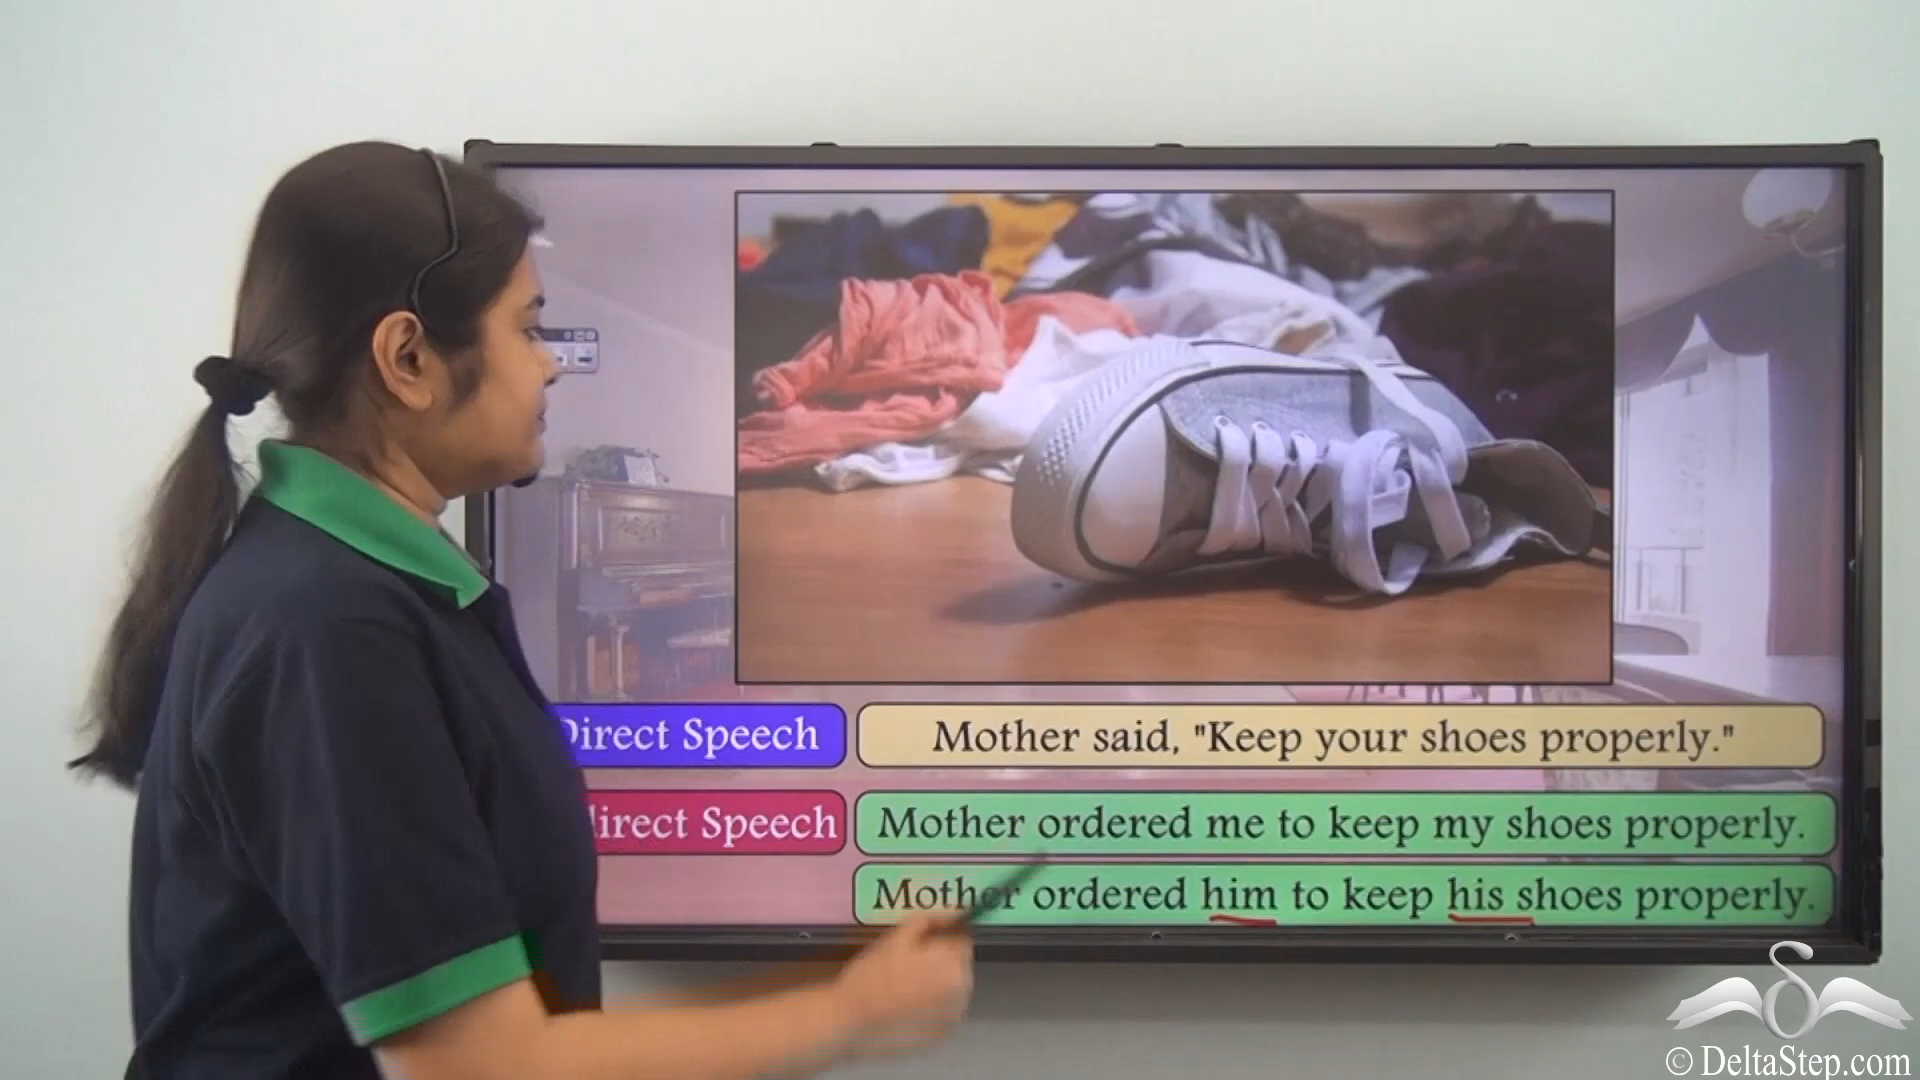 Direct Speech
Mother said, "Keep your shoes properly."
direct Speech
Mother ordered me to keep my shoes properly.
Mother ordered him to keep his shoes properly.
© DeltaStep.com